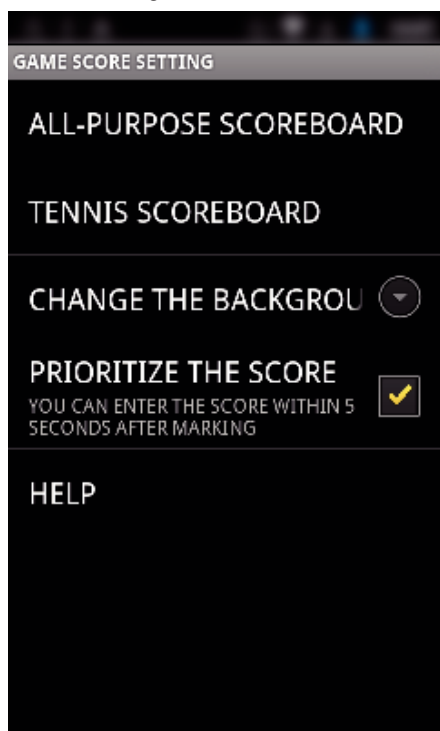 GAME SCORE SETTING
ALL-PURPOSE SCOREBOARD
TENNIS SCOREBOARD
CHANGE THE BACKGROU
PRIORITIZE THE SCORE
YOU CAN ENTER THE SCORE WITHIN 5
SECONDS AFTER MARKING
HELP